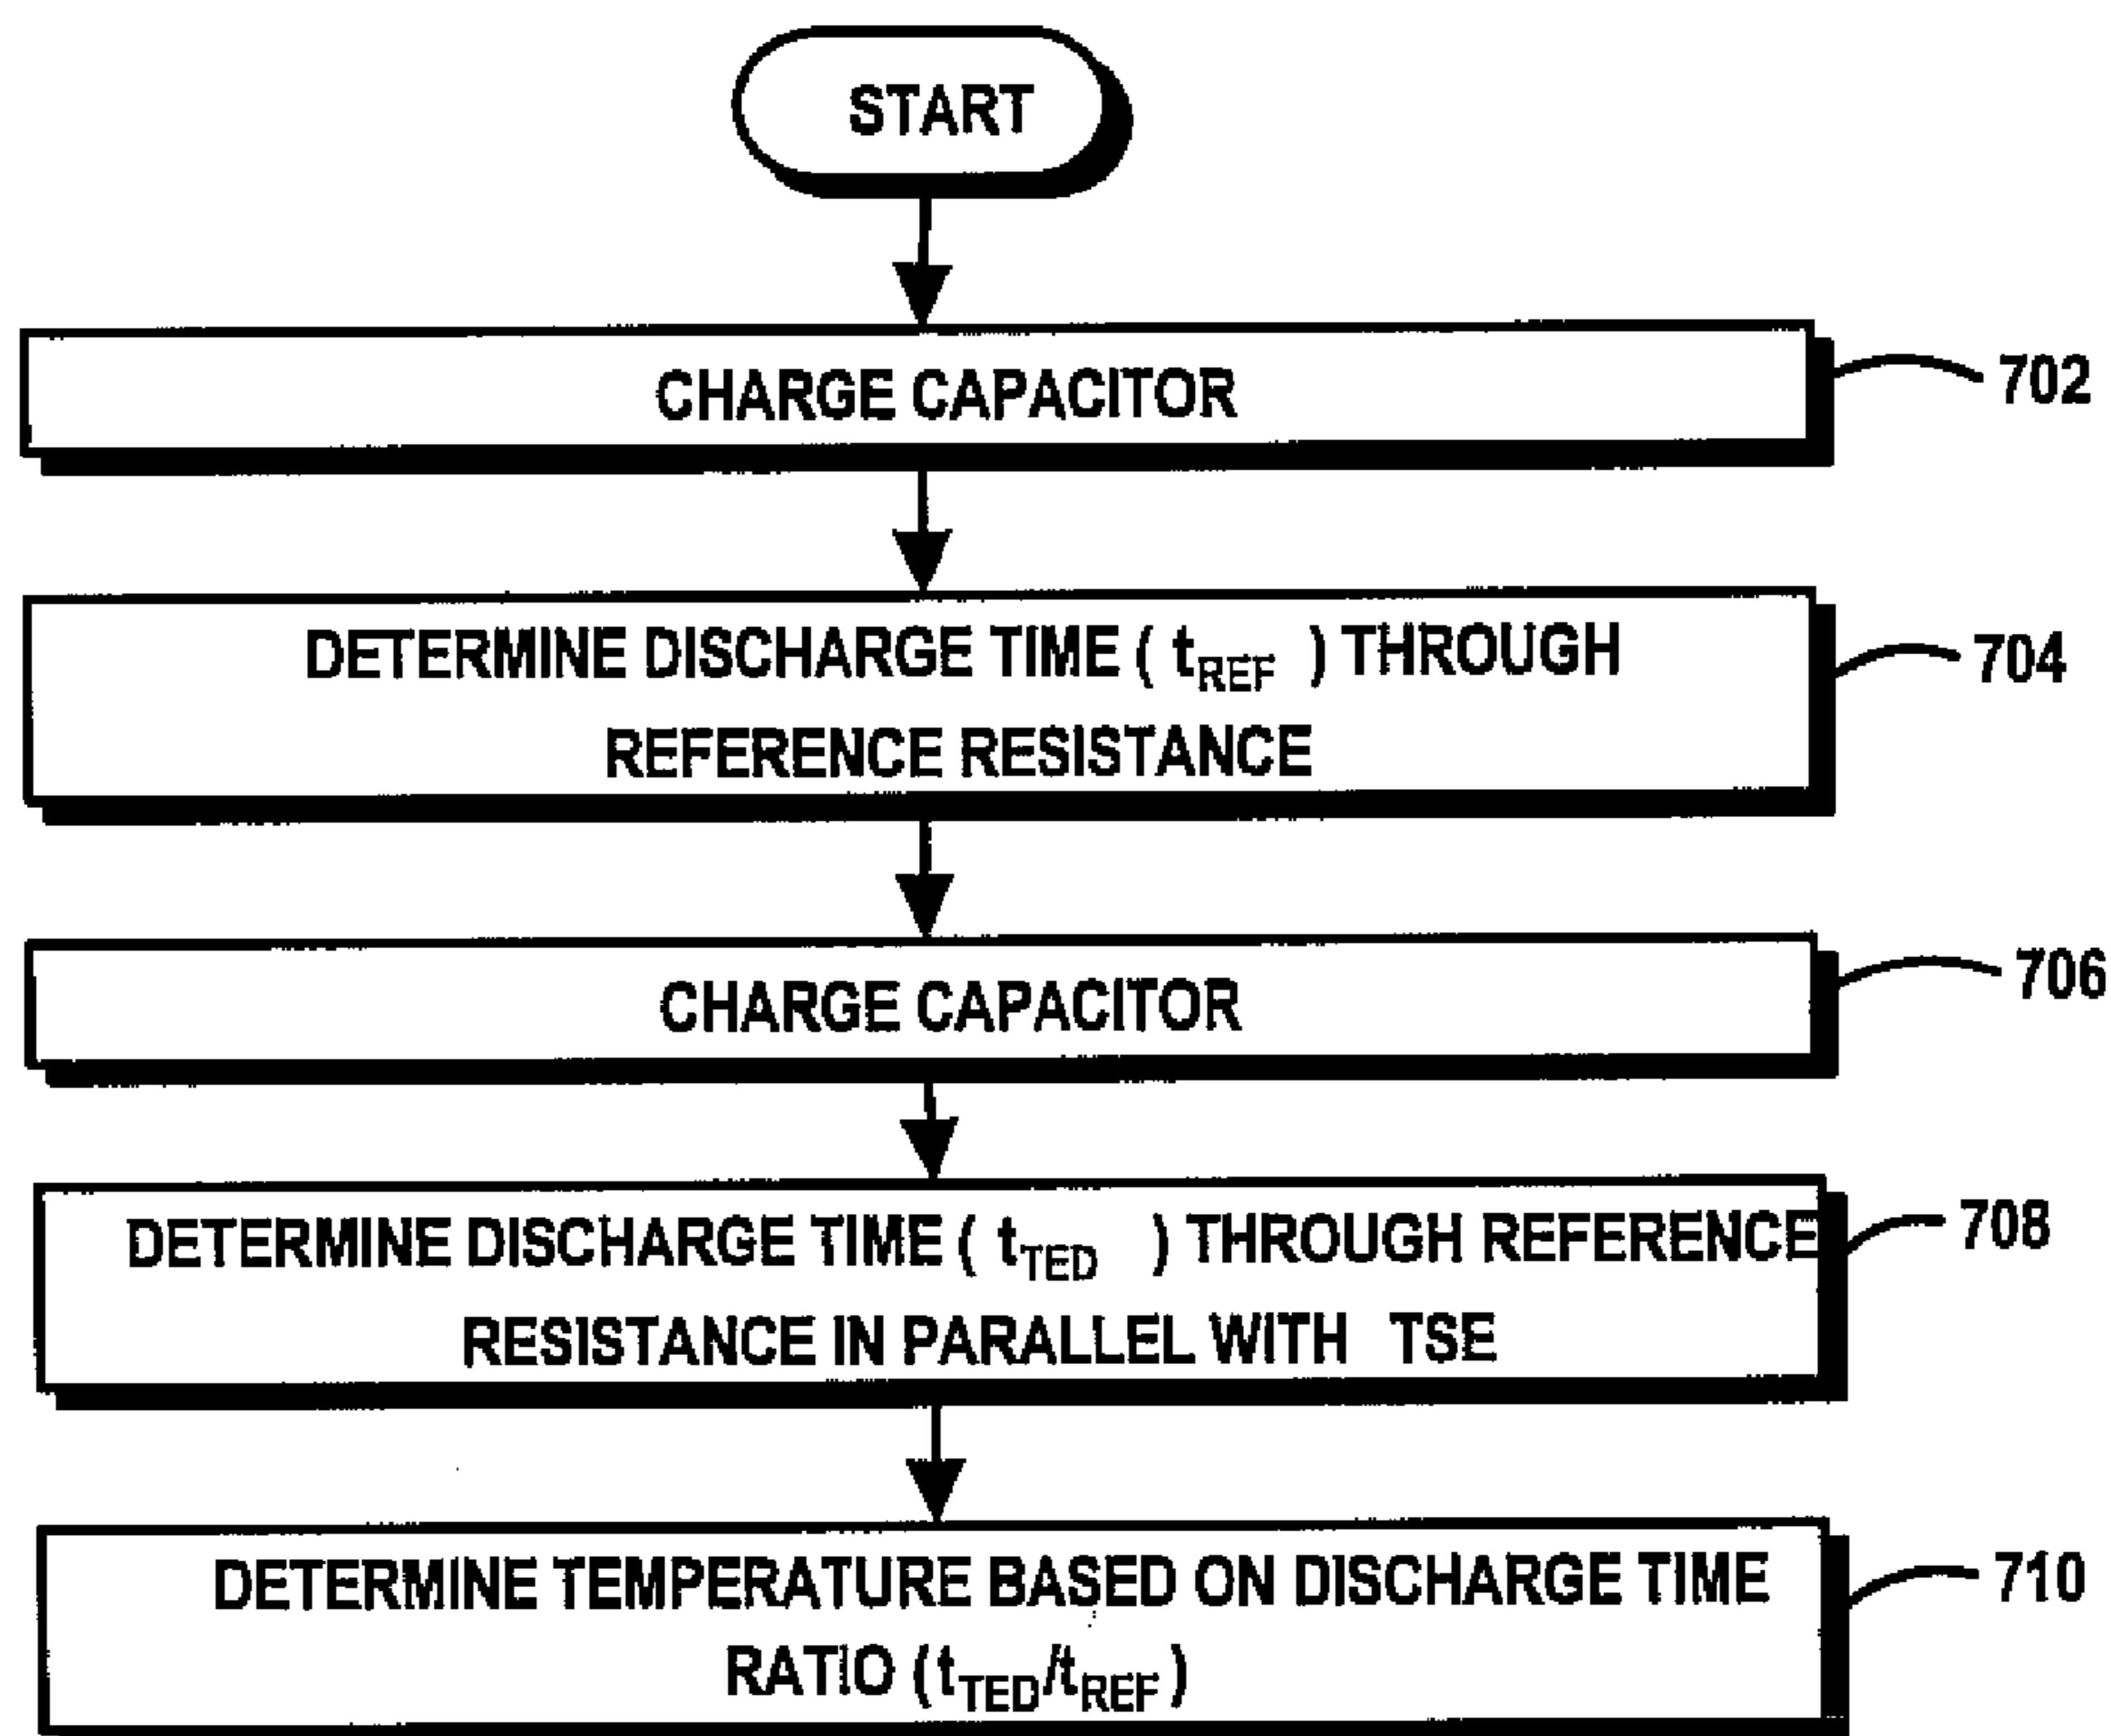 START
CHARGE CAPACITOR
702
DETERMINE DISCHARGE TIME ( tREF ) THROUGH
REFERENCE RESISTANCE
704
CHARGE CAPACITOR
706
DETERMINE DISCHARGE TIME ( tTED ) THROUGH REFERENCE
RESISTANCE IN PARALLEL WITH TSE
708
DETERMINE TEMPERATURE BASED ON DISCHARGE TIME
RATIO (tTED/tREF)
710